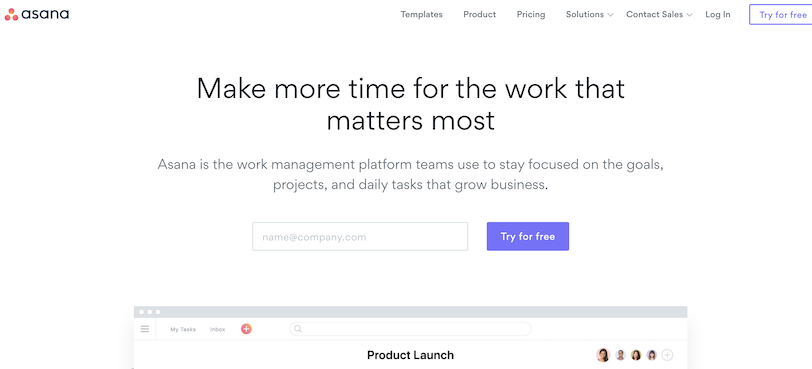 asana
Templates Product Pricing Solutions Contact Sales Log In Try for free
Make more time for the work that
matters most
Asana is the work management platform teams use to stay focused on the goals,
projects, and daily tasks that grow business.
name@company.com Try for free
My Tasks Inbox
Product Launch